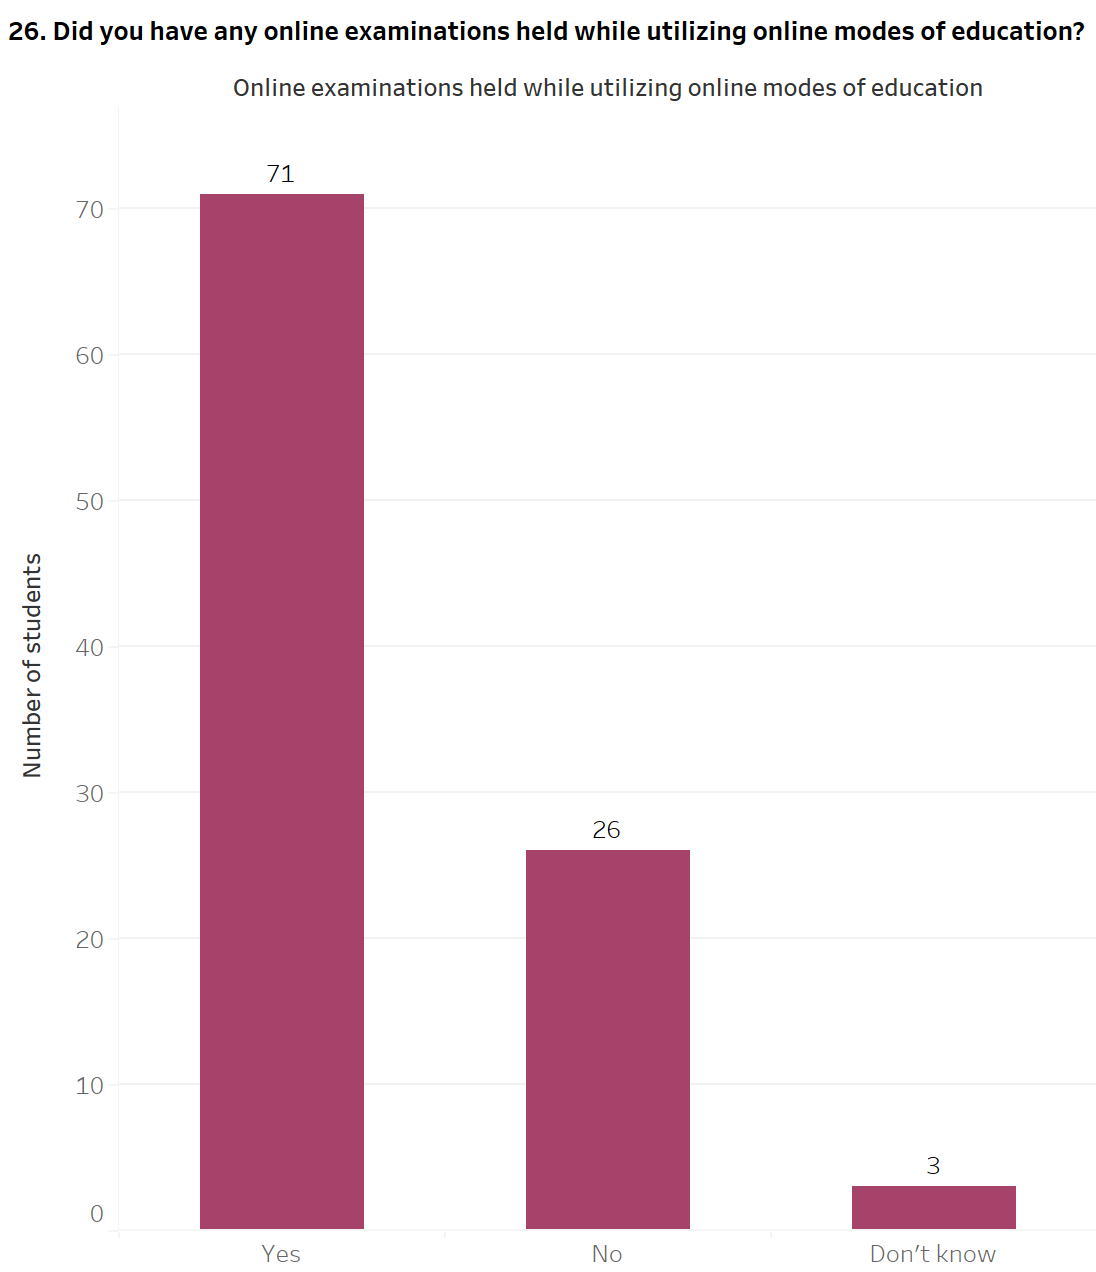 26. Did you have any online examinations held while utilizing online modes of education?
Online examinations held while utilizing online modes of education
71
70
60
50
40
30
26
20
10
3
0
Number of students
Yes No Don’t know